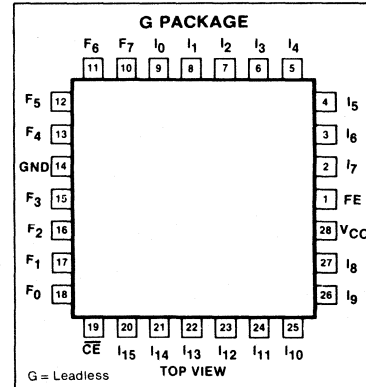 G PACKAGE
F6 F7 I0 I1 I2 I3 I4
11 10 9 8 7 6 5
F5 12 4 I5
F4 13 3 I6
GND 14 2 I7
F3 15 1 FE
F2 16 28 VCC
F1 17 27 I8
F0 18 26 I9
19 20 21 22 23 24 25
C̅E̅ I15 I14 I13 I12 I11 I10
G = Leadless TOP VIEW